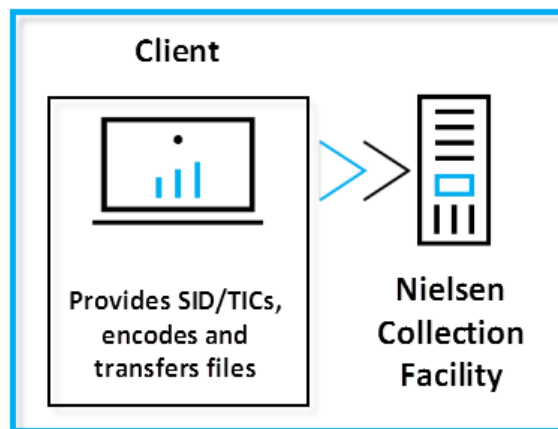 Client
Provides SID/TICs,
encodes and
transfers files
Nielsen
Collection
Facility